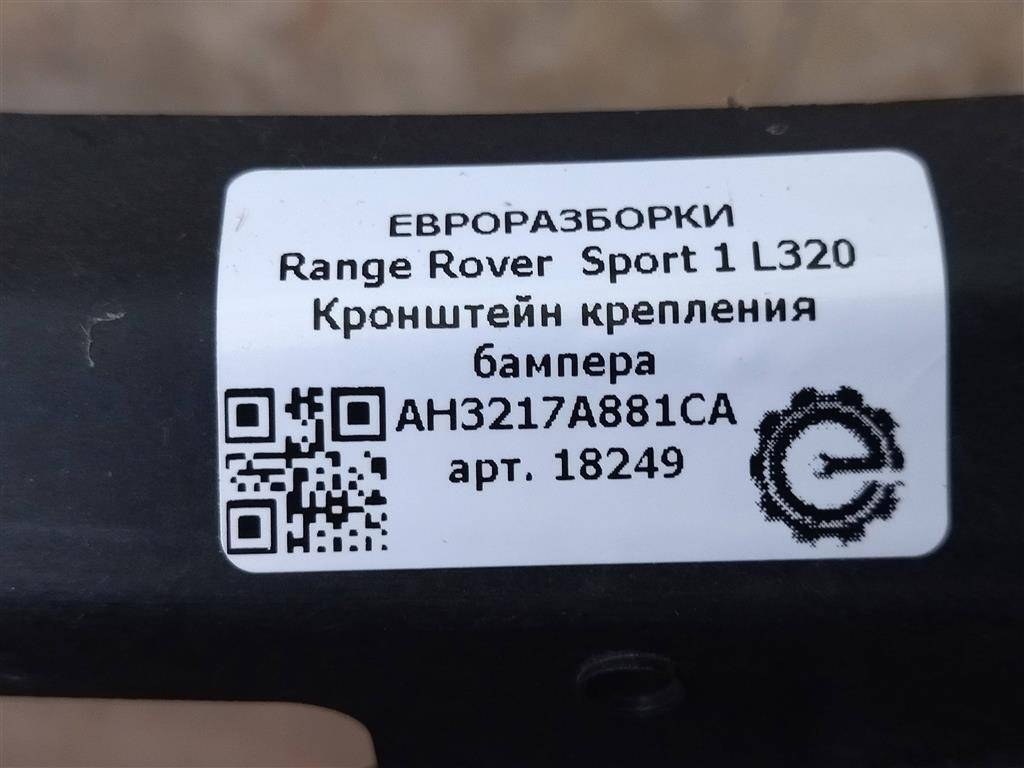 ЕВРОРАЗБОРКИ
Range Rover Sport 1 L320
Кронштейн крепления
бампера
AH3217A881CA
арт. 18249